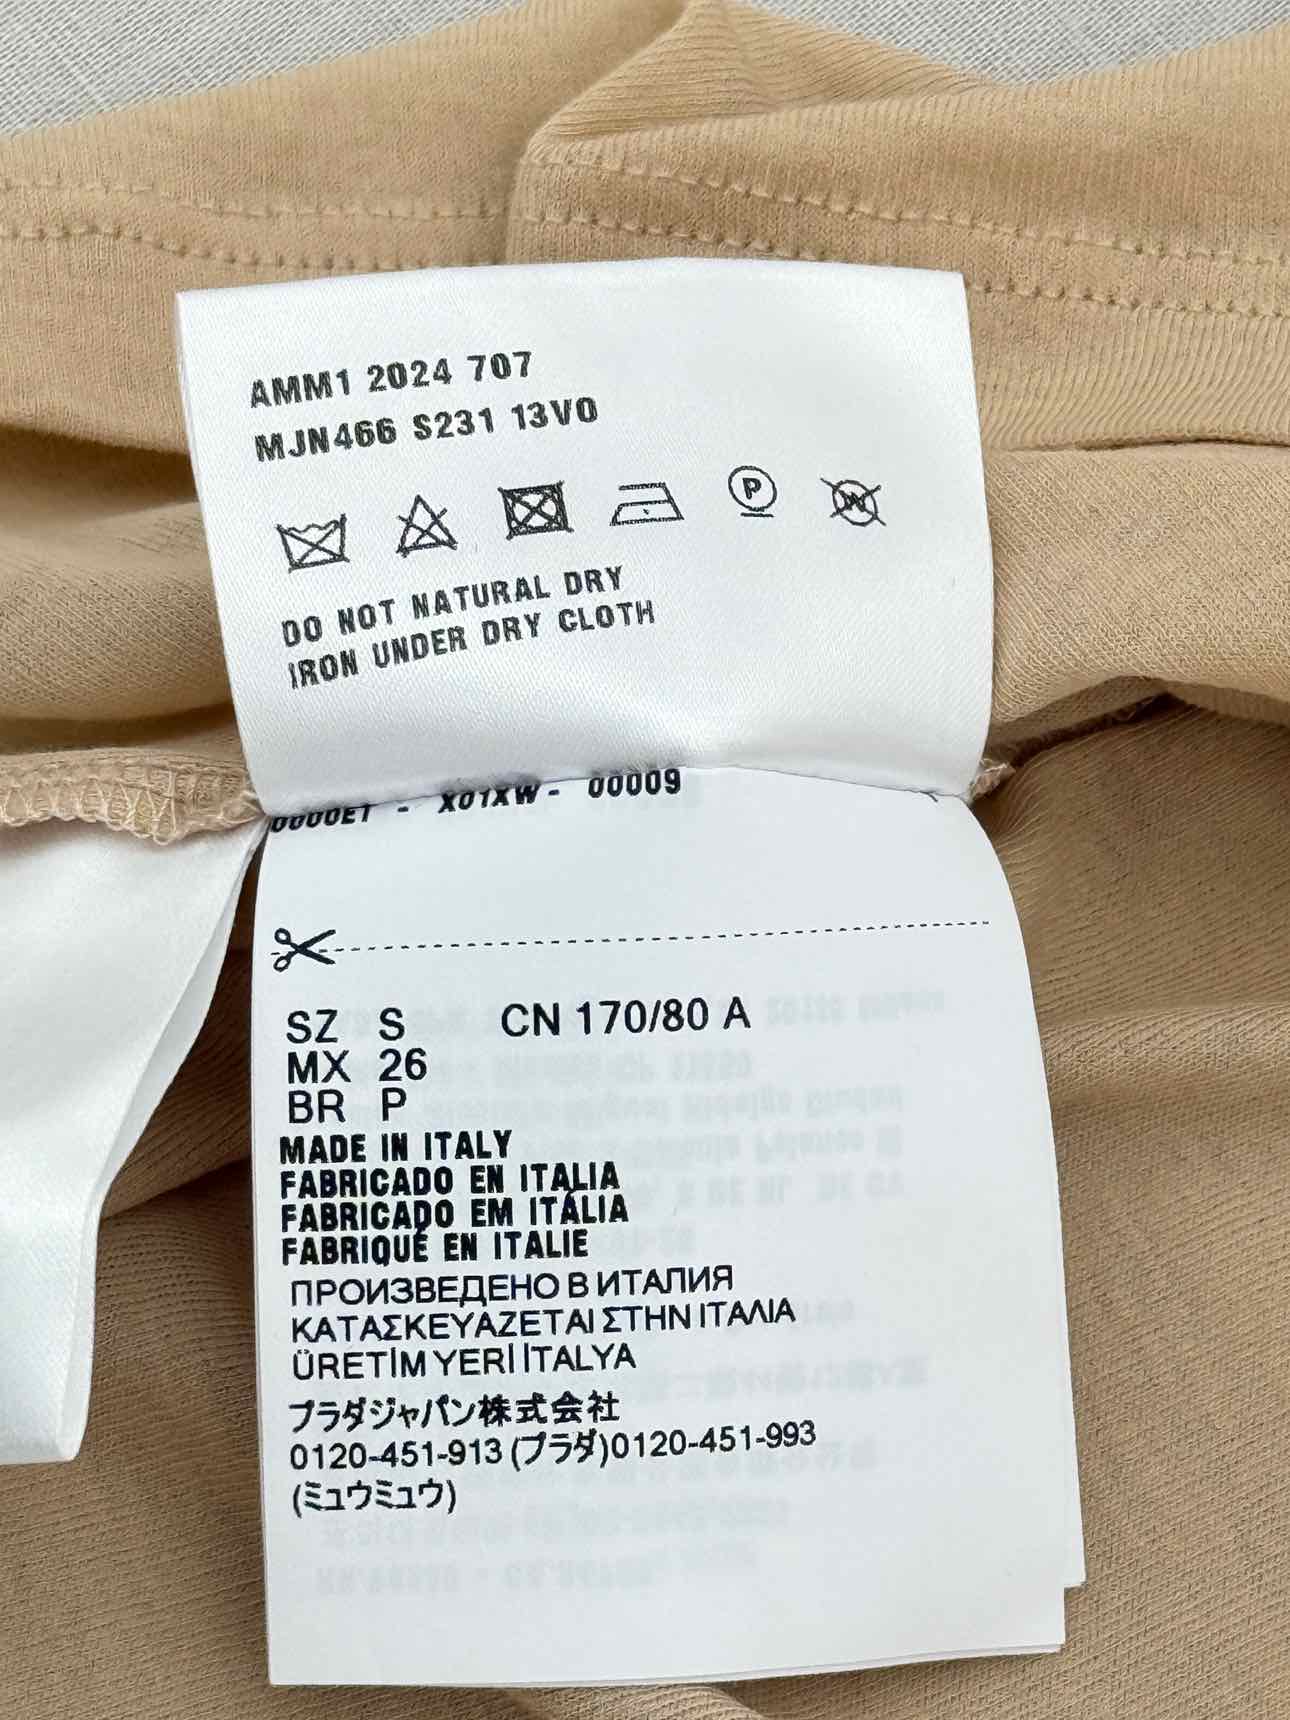 AMM1 2024 707
MJN466 S231 13V0
P
W
DO NOT NATURAL DRY
IRON UNDER DRY CLOTH
0000E1 - X01XW- 00009
SZ S CN 170/80 A
MX 26
BR P
MADE IN ITALY
FABRICADO EN ITALIA
FABRICADO EM ITÁLIA
FABRIQUÉ EN ITALIE
ПРОИЗВЕДЕНО В ИТАЛИЯ
ΚΑΤΑΣΚΕΥΑΖΕΤΑΙ ΣΤΗΝ ΙΤΑΛΙΑ
ÜRETİM YERİ İTALYA
プラダジャパン株式会社
0120-451-913 (プラダ)0120-451-993
(ミュウミュウ)